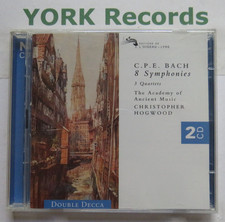 YORK Records
C.P.E. BACH
8 Symphonies
3 Quartets
The Academy of
Ancient Music
CHRISTOPHER
HOGWOOD
2CD
DOUBLE DECCA